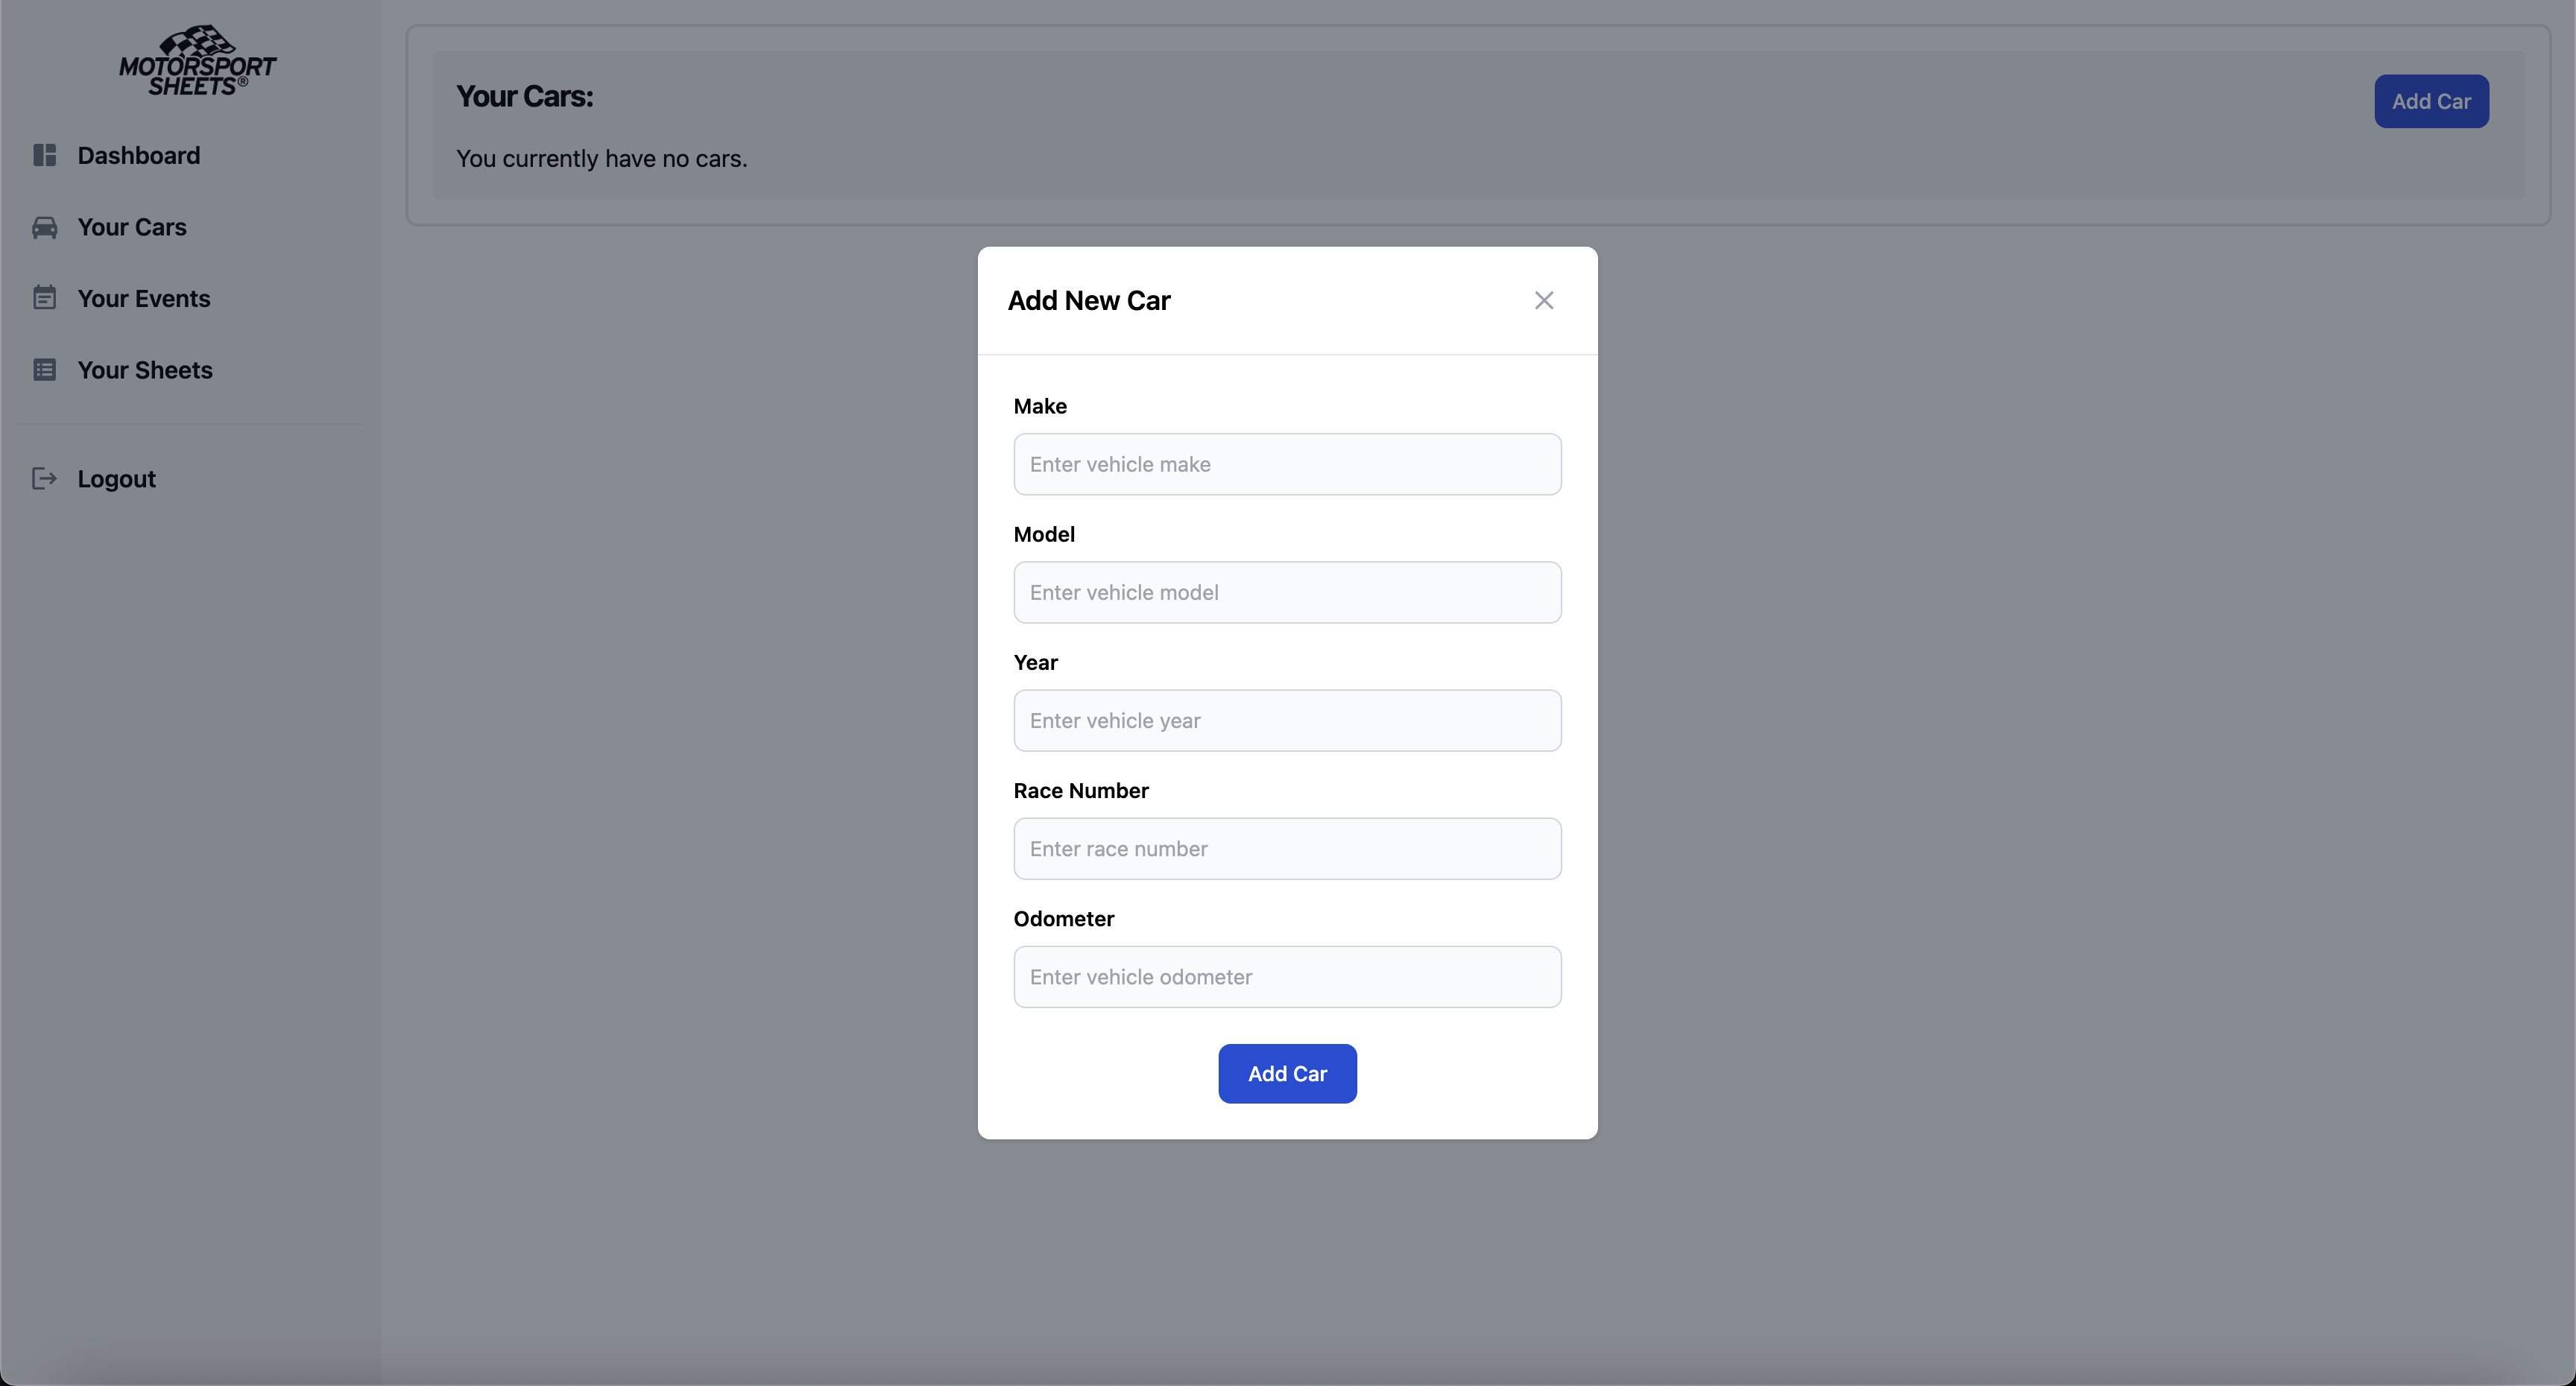 MOTORSPORT
SHEETS®
Dashboard
Your Cars
Your Events
Your Sheets
Logout
Your Cars:
Add Car
You currently have no cars.
Add New Car
Make
Enter vehicle make
Model
Enter vehicle model
Year
Enter vehicle year
Race Number
Enter race number
Odometer
Enter vehicle odometer
Add Car